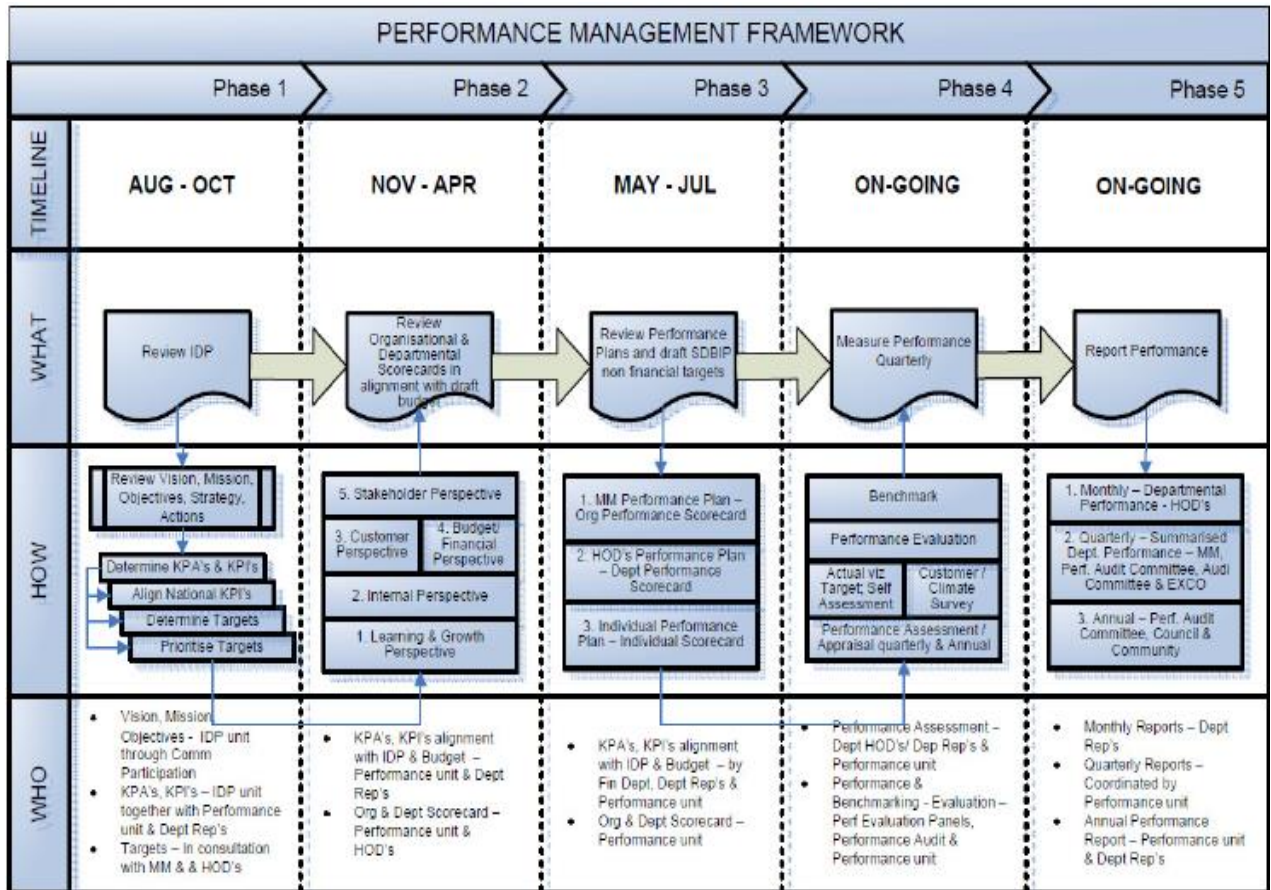 PERFORMANCE MANAGEMENT FRAMEWORK
Phase 1
Phase 2
Phase 3
Phase 4
Phase 5
TIMELINE
AUG - OCT
NOV - APR
MAY - JUL
ON-GOING
ON-GOING
WHAT
Review IDP
Review
Organisational &
Departmental
Scorecards in
alignment with draft
budget
Review Performance
Plans and draft SDBIP
non financial targets
Measure Performance
Quarterly
Report Performance
HOW
Review Vision, Mission,
Objectives, Strategy,
Actions
Determine KPA's & KPI's
Align National KPI's
Determine Targets
Prioritise Targets
5. Stakeholder Perspective
3. Customer
Perspective
4. Budget/
Financial
Perspective
2. Internal Perspective
1. Learning & Growth
Perspective
1. MM Performance Plan –
Org Performance Scorecard
2. HOD's Performance Plan
– Dept Performance
Scorecard
3. Individual Performance
Plan – Individual Scorecard
Benchmark
Performance Evaluation
Actual viz
Target; Self
Assessment
Customer /
Climate
Survey
Performance Assessment /
Appraisal quarterly & Annual
1. Monthly – Departmental
Performance - HOD's
2. Quarterly – Summarised
Dept. Performance – MM,
Perf. Audit Committee, Audi
Committee & EXCO
3. Annual – Perf. Audit
Committee, Council &
Community
WHO
• Vision, Mission
Objectives - IDP unit
through Comm
Participation
• KPA's, KPI's – IDP unit
together with Performance
unit & Dept Rep's
• Targets – In consultation
with MM & & HOD's
• KPA's, KPI's alignment
with IDP & Budget –
Performance unit & Dept
Rep's
• Org & Dept Scorecard –
Performance unit &
HOD's
• KPA's, KPI's alignment
with IDP & Budget – by
Fin Dept, Dept Rep's &
Performance unit
• Org & Dept Scorecard –
Performance unit
• Performance Assessment –
Dept HOD's/ Dep Rep's &
Performance unit
• Performance &
Benchmarking - Evaluation –
Perf Evaluation Panels,
Performance Audit &
Performance unit
• Monthly Reports – Dept
Rep's
• Quarterly Reports –
Coordinated by
Performance unit
• Annual Performance
Report – Performance unit
& Dept Rep's